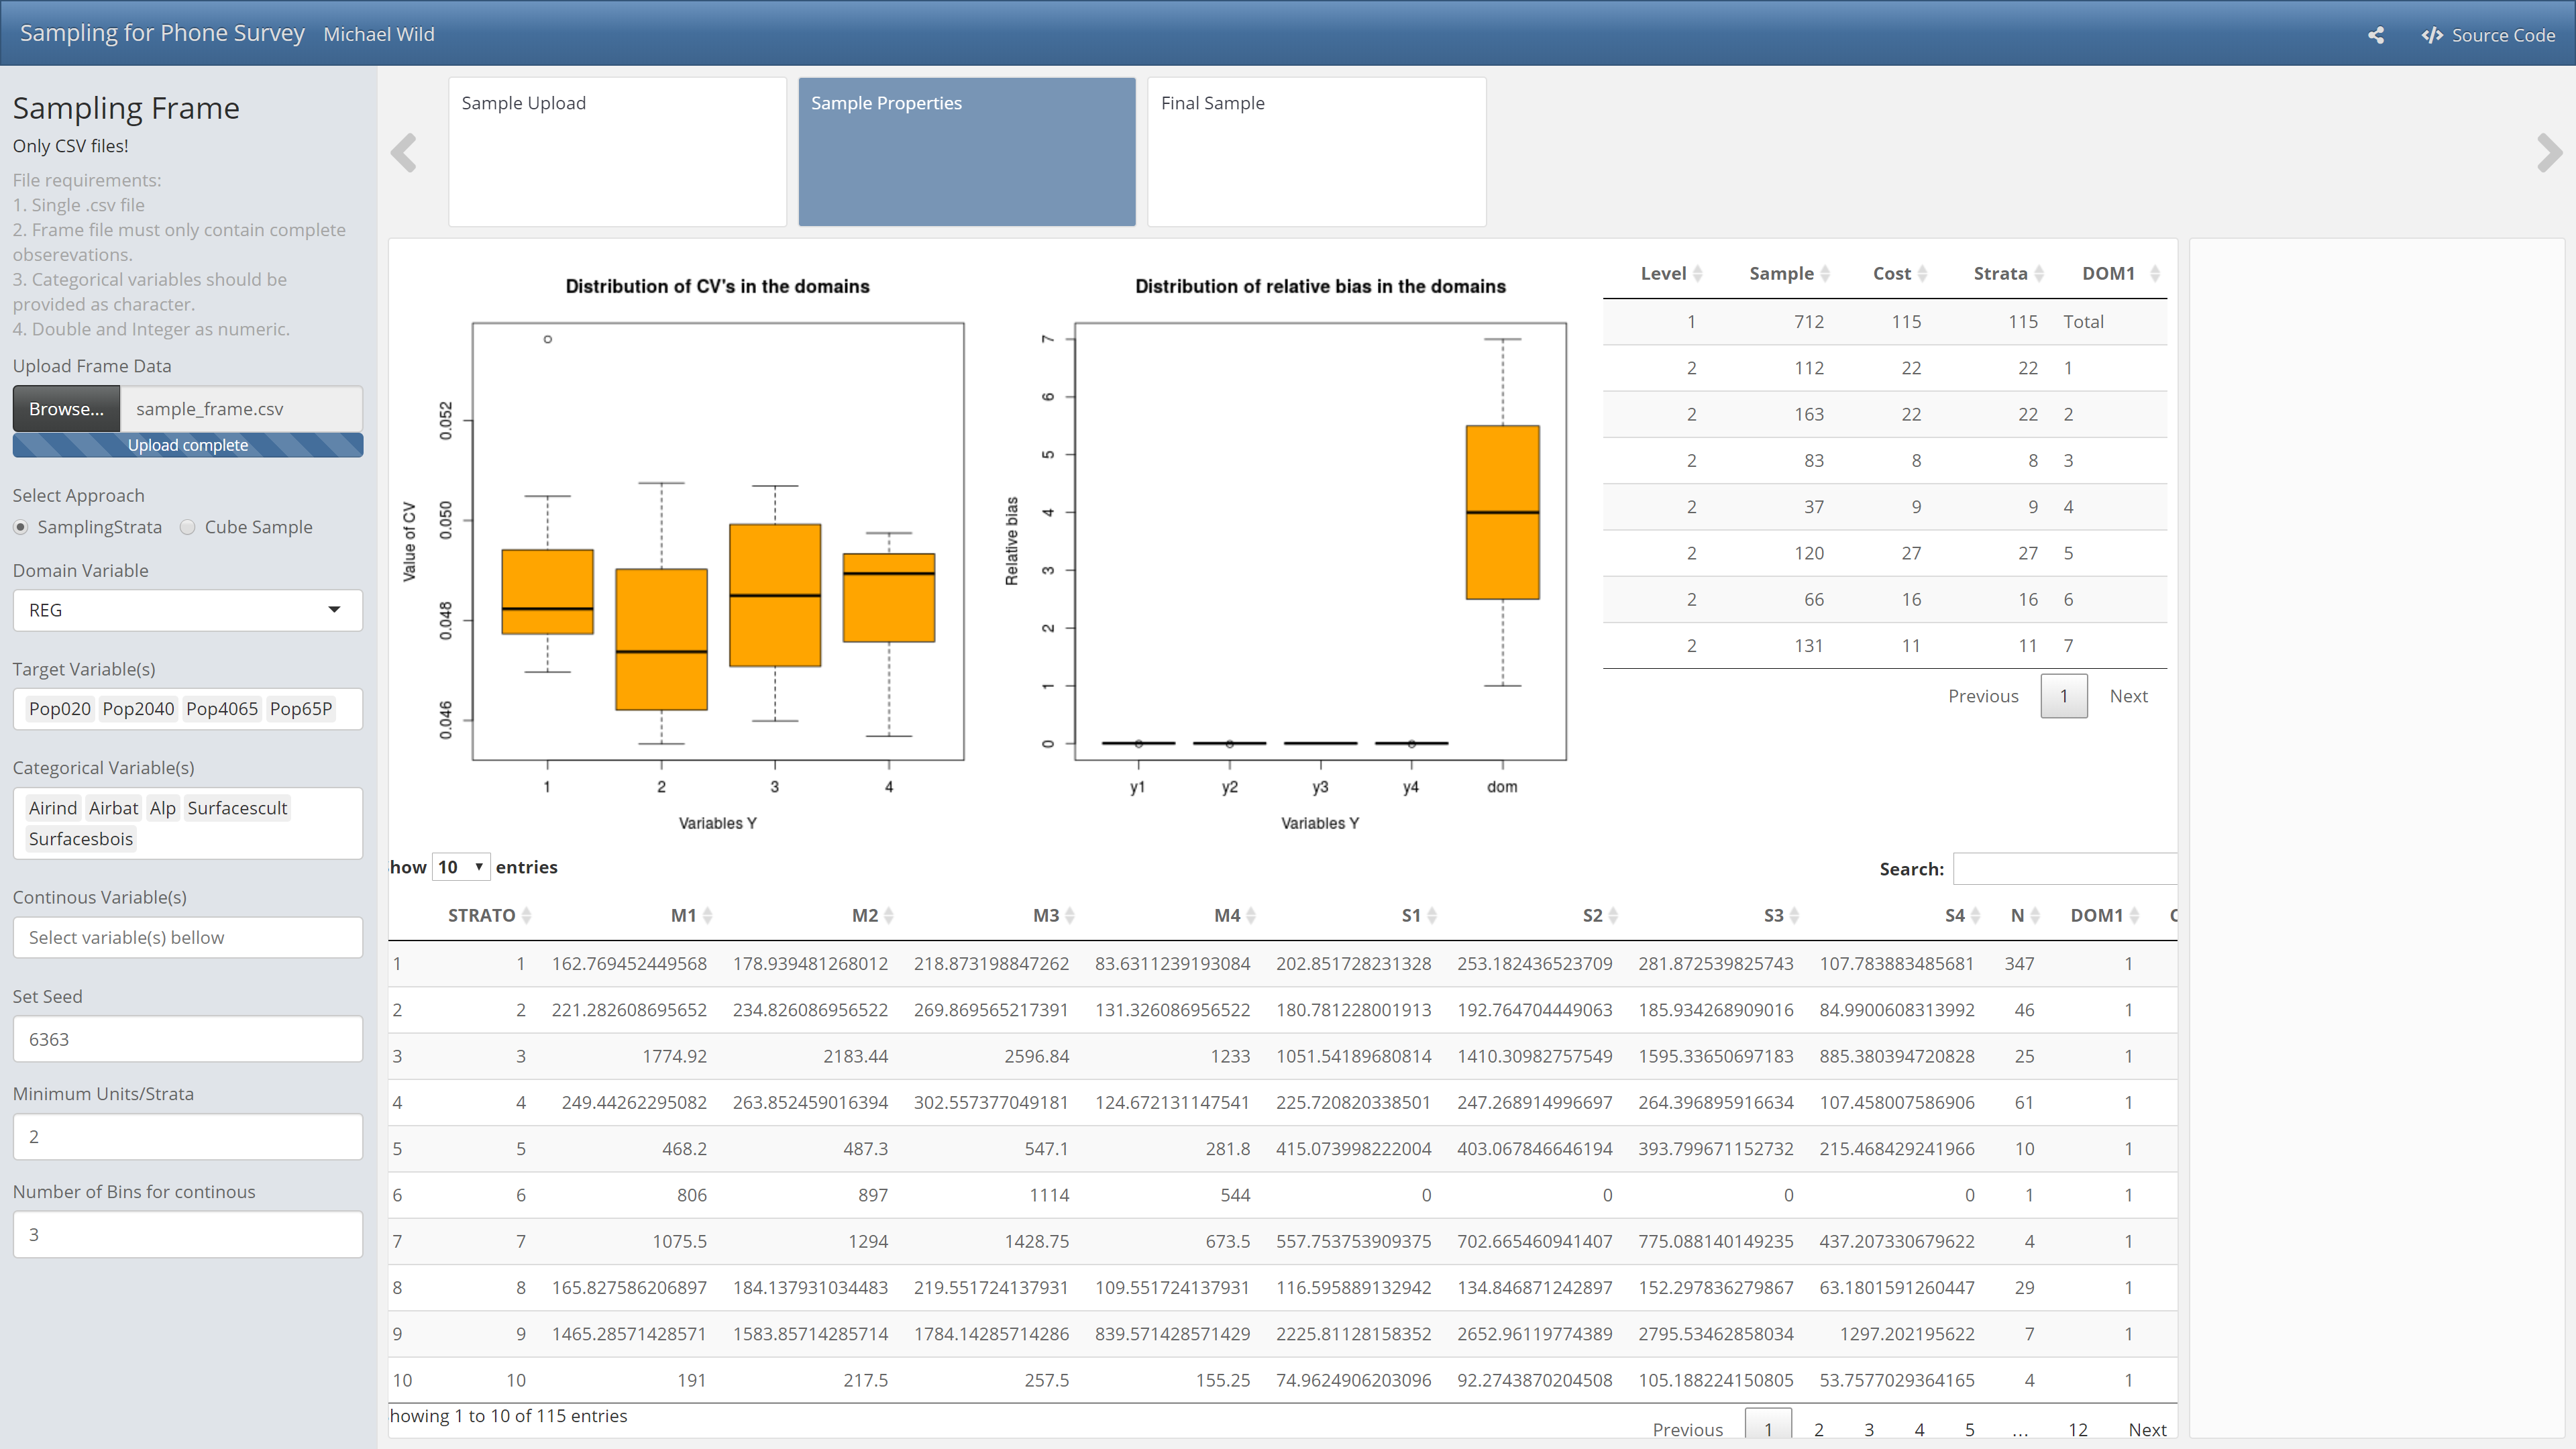 Sampling for Phone Survey Michael Wild Source Code
Sampling Frame
Only CSV files!
File requirements:
1. Single .csv file
2. Frame file must only contain complete
obserevations.
3. Categorical variables should be
provided as character.
4. Double and Integer as numeric.
Upload Frame Data
Browse... sample_frame.csv
Upload complete
Select Approach
SamplingStrata Cube Sample
Domain Variable
REG
Target Variable(s)
Pop020 Pop2040 Pop4065 Pop65P
Categorical Variable(s)
Airind Airbat Alp Surfacescult
Surfacesbois
Continous Variable(s)
Select variable(s) bellow
Set Seed
6363
Minimum Units/Strata
2
Number of Bins for continous
3
Sample Upload Sample Properties Final Sample
Distribution of CV's in the domains
Value of CV
0.052
0.050
0.048
0.046
1 2 3 4
Variables Y
Distribution of relative bias in the domains
Relative bias
7
6
5
4
3
2
1
0
y1 y2 y3 y4 dom
Variables Y
Level Sample Cost Strata DOM1
1 712 115 115 Total
2 112 22 22 1
2 163 22 22 2
2 83 8 8 3
2 37 9 9 4
2 120 27 27 5
2 66 16 16 6
2 131 11 11 7
Previous 1 Next
how 10 entries Search:
STRATO M1 M2 M3 M4 S1 S2 S3 S4 N DOM1
1 1 162.769452449568 178.939481268012 218.873198847262 83.6311239193084 202.851728231328 253.182436523709 281.872539825743 107.783883485681 347 1
2 2 221.282608695652 234.826086956522 269.869565217391 131.326086956522 180.781228001913 192.764704449063 185.934268909016 84.9900608313992 46 1
3 3 1774.92 2183.44 2596.84 1233 1051.54189680814 1410.30982757549 1595.33650697183 885.380394720828 25 1
4 4 249.44262295082 263.852459016394 302.557377049181 124.672131147541 225.720820338501 247.268914996697 264.396895916634 107.458007586906 61 1
5 5 468.2 487.3 547.1 281.8 415.073998222004 403.067846646194 393.799671152732 215.468429241966 10 1
6 6 806 897 1114 544 0 0 0 0 1 1
7 7 1075.5 1294 1428.75 673.5 557.753753909375 702.665460941407 775.088140149235 437.207330679622 4 1
8 8 165.827586206897 184.137931034483 219.551724137931 109.551724137931 116.595889132942 134.846871242897 152.297836279867 63.1801591260447 29 1
9 9 1465.28571428571 1583.85714285714 1784.14285714286 839.571428571429 2225.81128158352 2652.96119774389 2795.53462858034 1297.202195622 7 1
10 10 191 217.5 257.5 155.25 74.9624906203096 92.2743870204508 105.188224150805 53.7577029364165 4 1
howing 1 to 10 of 115 entries
Previous 1 2 3 4 5 ... 12 Next